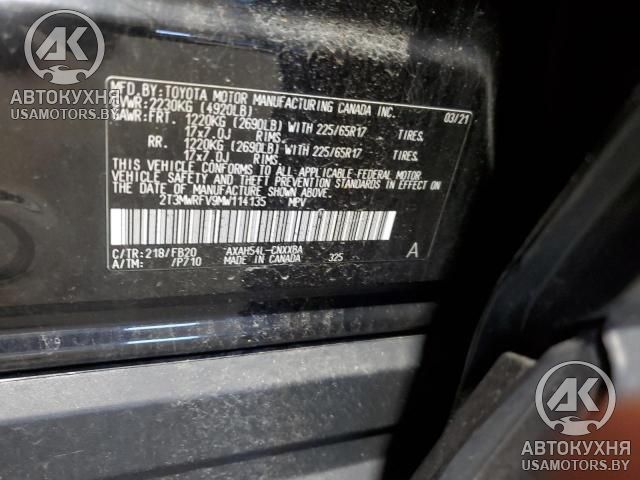 АК
АВТОКУХНЯ
USAMOTORS.BY
MFD.BY:TOYOTA MOTOR MANUFACTURING CANADA INC.
GVWR: 2230KG (4920LB) 03/21
GAWR:FRT. 1220KG (2690LB) WITH 225/65R17 TIRES,
17x7.0J RIMS,
RR. 1220KG (2690LB) WITH 225/65R17 TIRES,
17x7.0J RIMS,
THIS VEHICLE CONFORMS TO ALL APPLICABLE FEDERAL MOTOR
VEHICLE SAFETY AND THEFT PREVENTION STANDARDS IN
EFFECT ON THE DATE OF MANUFACTURE SHOWN ABOVE.
2T3MWRFV9MW114135 MPV
C/TR:218/FB20 AXAH54L-CNXXBA A
A/TM: /P710 MADE IN CANADA 325
АК
АВТОКУХНЯ
USAMOTORS.BY